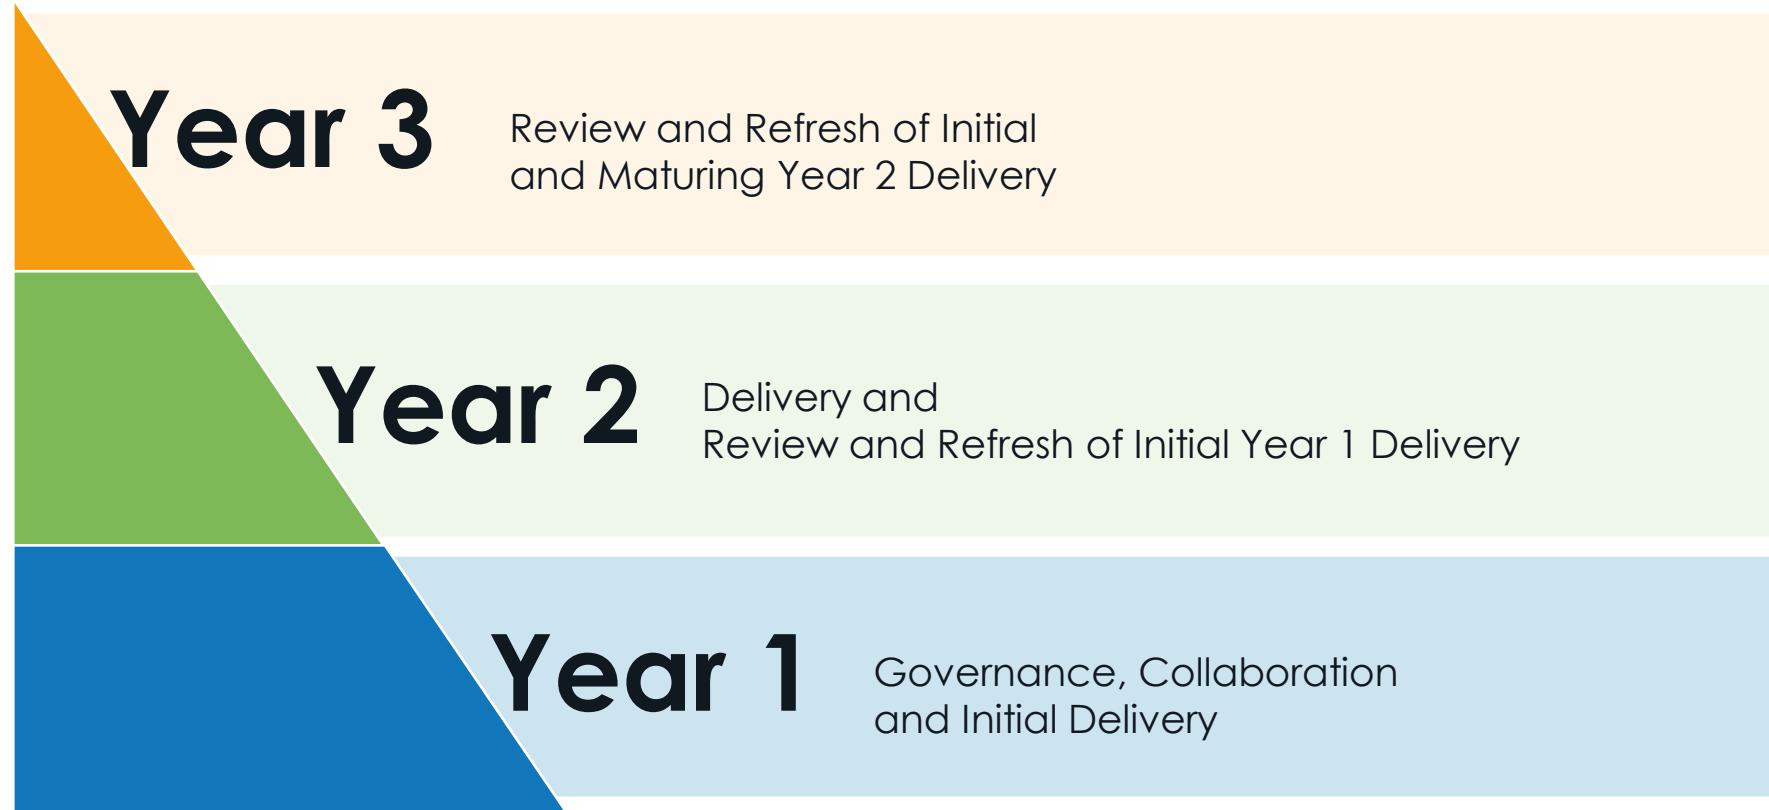 Year 3
Review and Refresh of Initial
and Maturing Year 2 Delivery
Year 2
Delivery and
Review and Refresh of Initial Year 1 Delivery
Year 1
Governance, Collaboration
and Initial Delivery